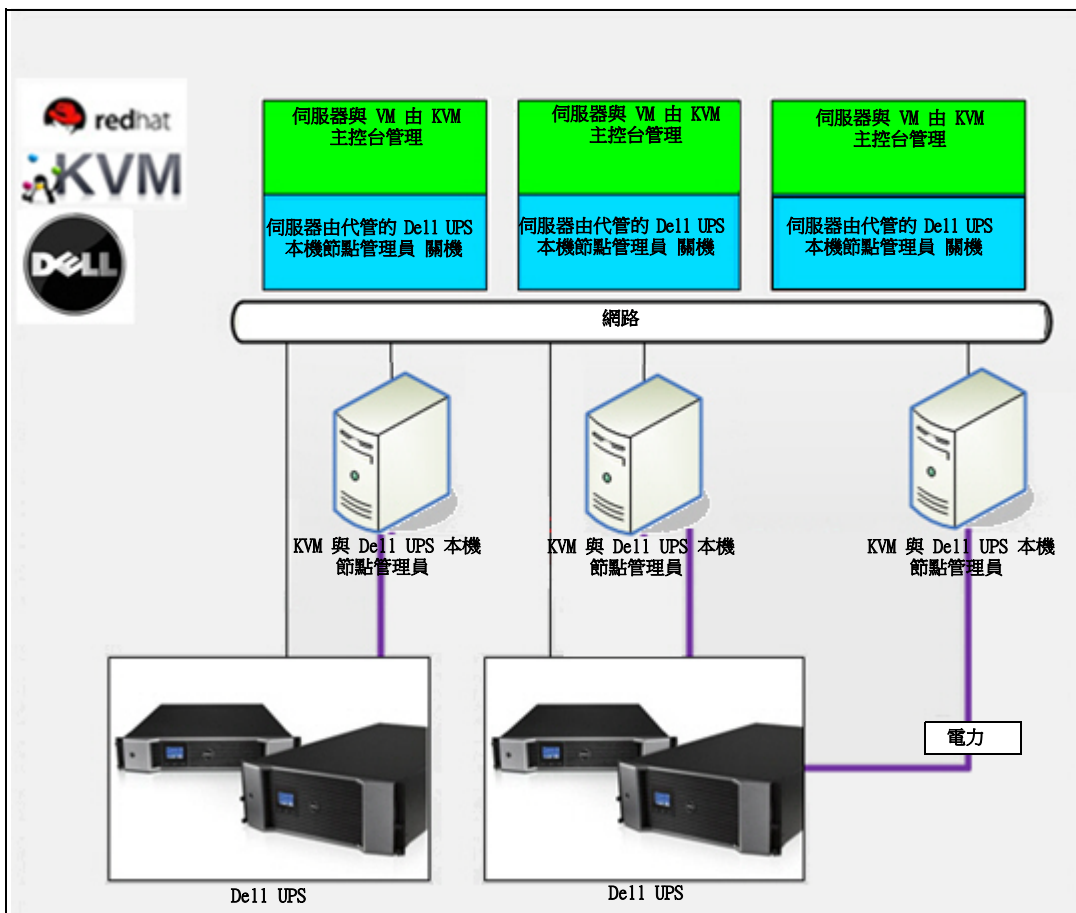 redhat
KVM
DELL
伺服器與 VM 由 KVM
主控台管理
伺服器與 VM 由 KVM
主控台管理
伺服器與 VM 由 KVM
主控台管理
伺服器由代管的 Dell UPS
本機節點管理員 關機
伺服器由代管的 Dell UPS
本機節點管理員 關機
伺服器由代管的 Dell UPS
本機節點管理員 關機
網路
KVM 與 Dell UPS 本機
節點管理員
KVM 與 Dell UPS 本機
節點管理員
KVM 與 Dell UPS 本機
節點管理員
電力
Dell UPS
Dell UPS